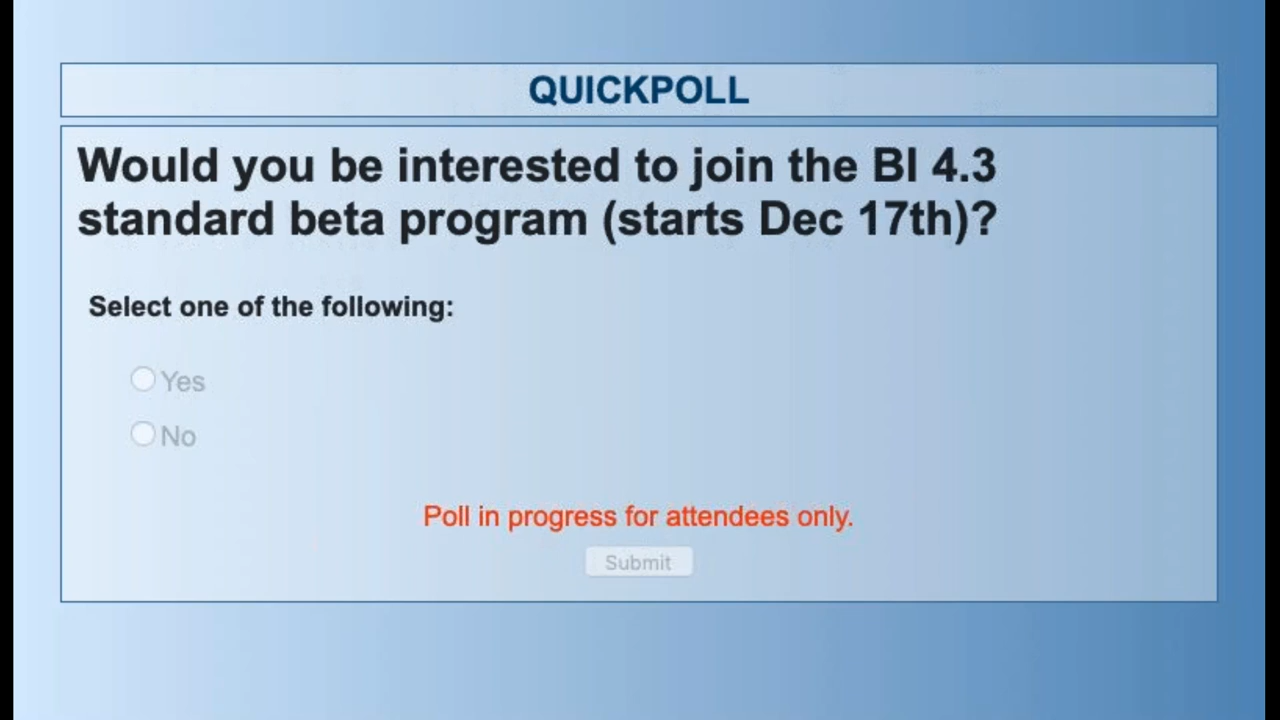 QUICKPOLL
Would you be interested to join the BI 4.3
standard beta program (starts Dec 17th)?
Select one of the following:
Yes
No
Poll in progress for attendees only.
Submit